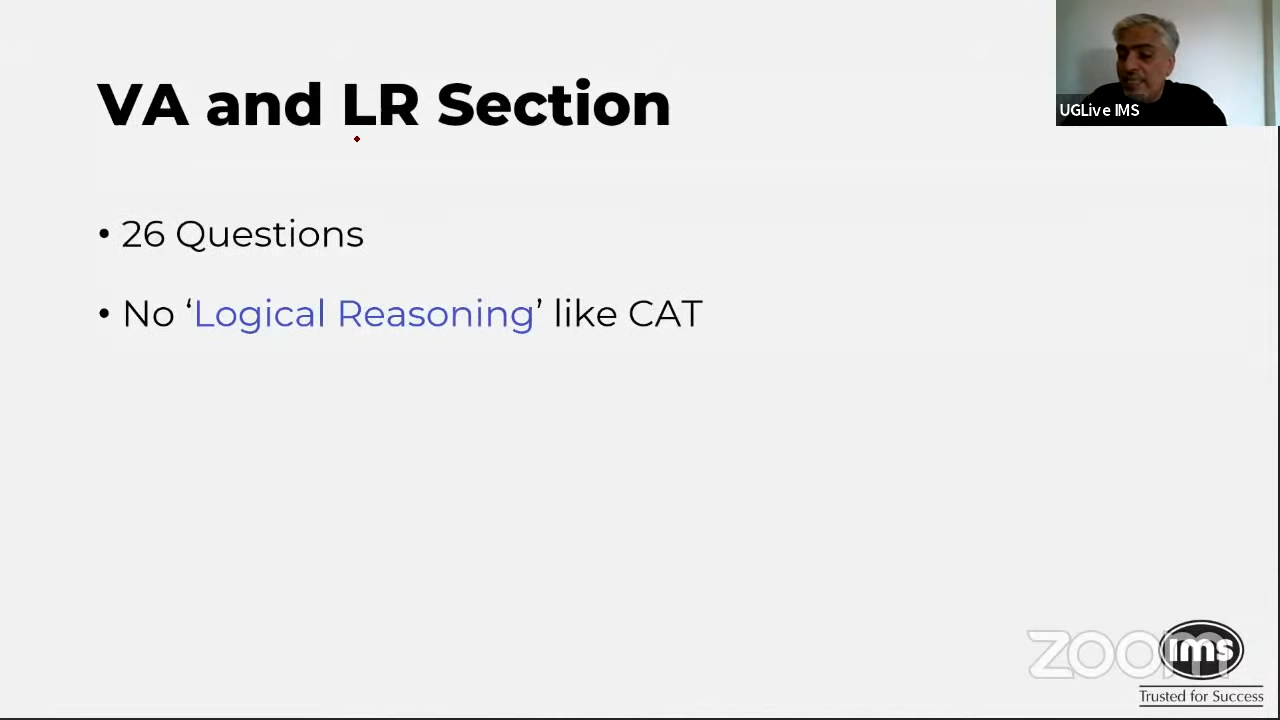 VA and LR Section
UGLive IMS
• 26 Questions
• No ‘Logical Reasoning’ like CAT
zoom
ims
Trusted for Success